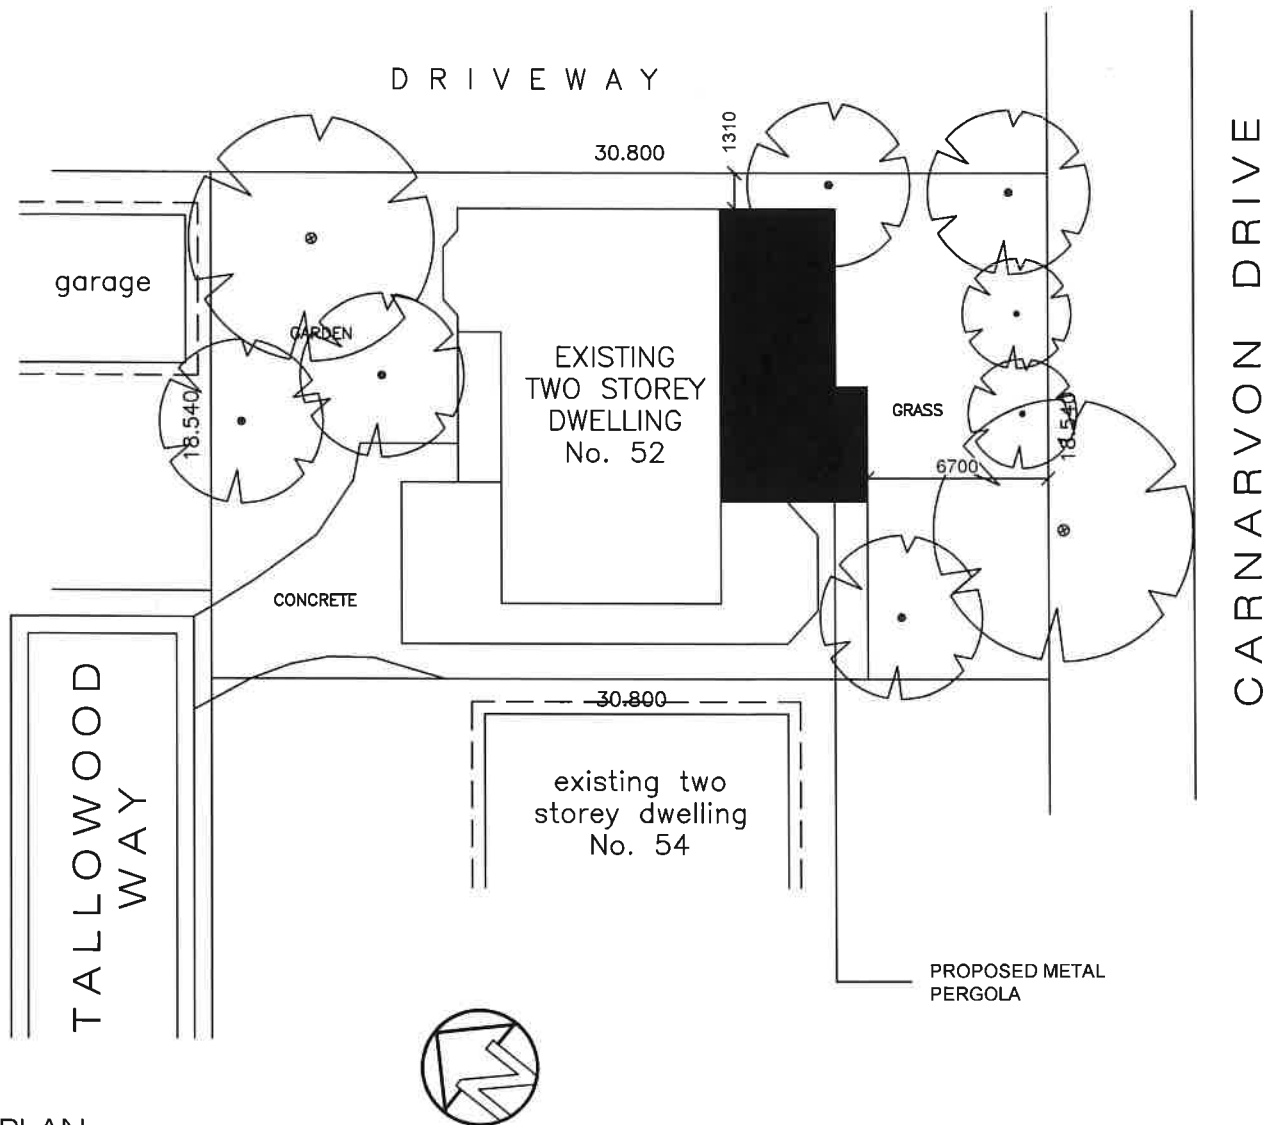 DRIVEWAY
1310
30.800
CARNARVON DRIVE
garage
GARDEN
EXISTING
TWO STOREY
DWELLING
No. 52
18.540
GRASS
18.540
6700
CONCRETE
30.800
TALLOWOOD
WAY
existing two
storey dwelling
No. 54
PROPOSED METAL
PERGOLA
PLAN